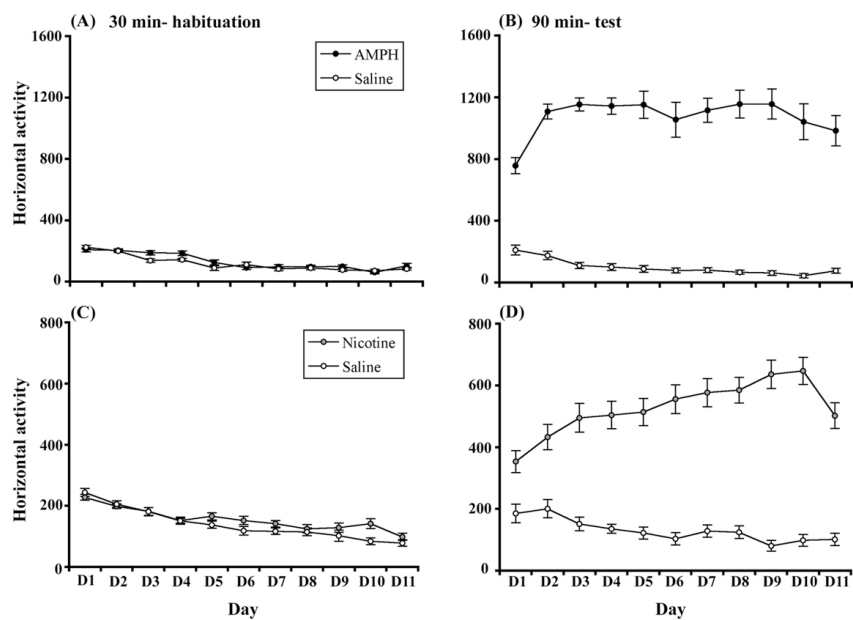 (A) 30 min- habituation
1600
1200
800
400
0
Horizontal activity
AMPH
Saline
(B) 90 min- test
1600
1200
800
400
0
(C)
800
600
400
200
0
Horizontal activity
Nicotine
Saline
D1 D2 D3 D4 D5 D6 D7 D8 D9 D10 D11
Day
(D)
800
600
400
200
0
D1 D2 D3 D4 D5 D6 D7 D8 D9 D10 D11
Day